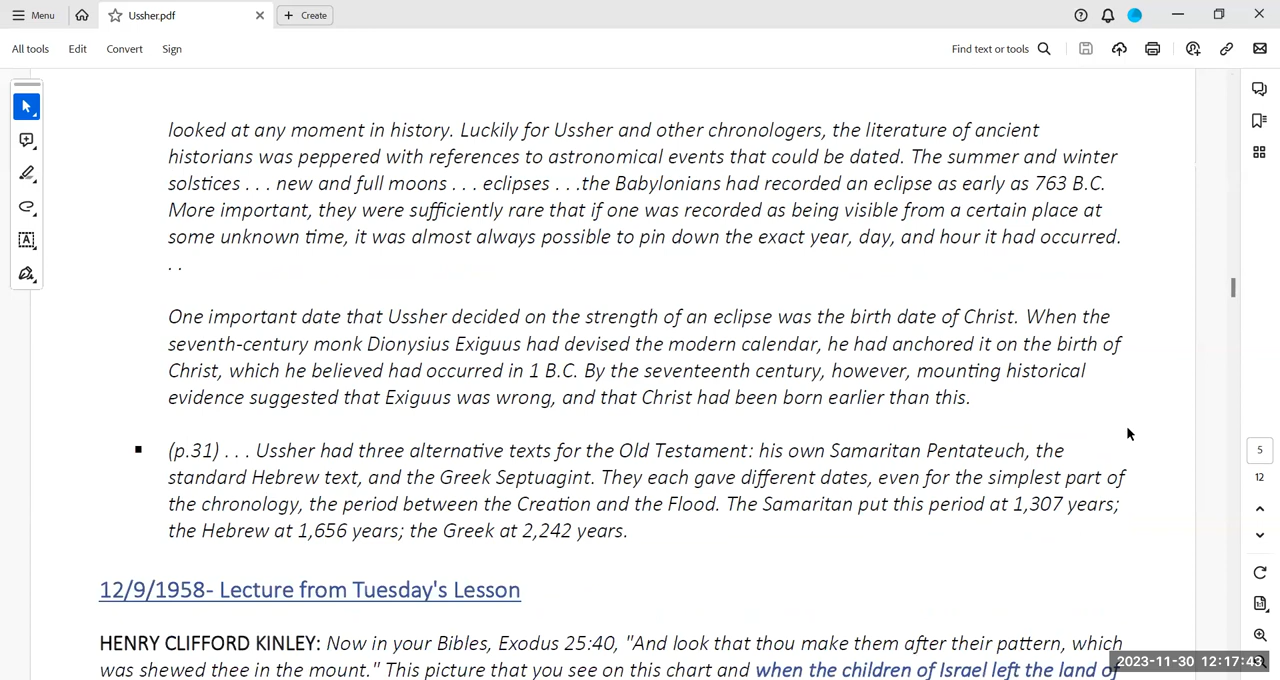 Menu
Ussher.pdf
Create
All tools
Edit
Convert
Sign
Find text or tools
looked at any moment in history. Luckily for Ussher and other chronologers, the literature of ancient
historians was peppered with references to astronomical events that could be dated. The summer and winter
solstices . . . new and full moons . . . eclipses . . .the Babylonians had recorded an eclipse as early as 763 B.C.
More important, they were sufficiently rare that if one was recorded as being visible from a certain place at
some unknown time, it was almost always possible to pin down the exact year, day, and hour it had occurred.
. .
One important date that Ussher decided on the strength of an eclipse was the birth date of Christ. When the
seventh-century monk Dionysius Exiguus had devised the modern calendar, he had anchored it on the birth of
Christ, which he believed had occurred in 1 B.C. By the seventeenth century, however, mounting historical
evidence suggested that Exiguus was wrong, and that Christ had been born earlier than this.
▪ (p.31) . . . Ussher had three alternative texts for the Old Testament: his own Samaritan Pentateuch, the
standard Hebrew text, and the Greek Septuagint. They each gave different dates, even for the simplest part of
the chronology, the period between the Creation and the Flood. The Samaritan put this period at 1,307 years;
the Hebrew at 1,656 years; the Greek at 2,242 years.
12/9/1958- Lecture from Tuesday's Lesson
HENRY CLIFFORD KINLEY: Now in your Bibles, Exodus 25:40, "And look that thou make them after their pattern, which
was shewed thee in the mount." This picture that you see on this chart and when the children of Israel left the land of
5
12
2023-11-30 12:17:43